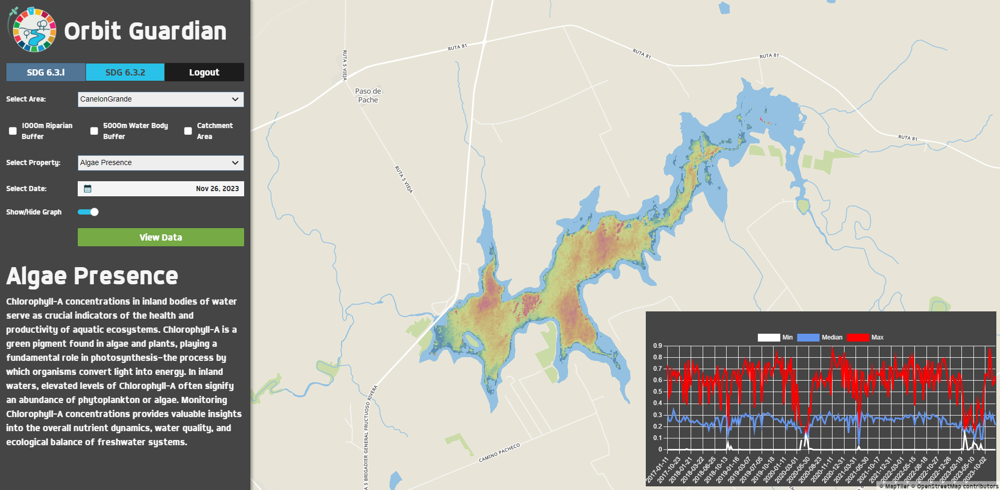 Orbit Guardian
SDG 6.3.1
SDG 6.3.2
Logout
Select Area:
CanelonGrande
1000m Riparian
Buffer
5000m Water Body
Buffer
Catchment
Area
Select Property:
Algae Presence
Select Date:
Nov 26, 2023
Show/Hide Graph
View Data
Algae Presence
Chlorophyll-A concentrations in inland bodies of water
serve as crucial indicators of the health and
productivity of aquatic ecosystems. Chlorophyll-A is a
green pigment found in algae and plants, playing a
fundamental role in photosynthesis—the process by
which organisms convert light into energy. In inland
waters, elevated levels of Chlorophyll-A often signify
an abundance of phytoplankton or algae. Monitoring
Chlorophyll-A concentrations provides valuable insights
into the overall nutrient dynamics, water quality, and
ecological balance of freshwater systems.
RUTA 81
RUTA 81
RUTA 81
RUTA 81
RUTA 5 VIEJA
Paso de
Pache
RUTA 5 VIEJA
A 5 BRIGADIER GENERAL FRUCTUOSO RIVERA
CAMINO PACHECO
Min
Median
Max
0.9
0.8
0.7
0.6
0.5
0.4
0.3
0.2
0.1
0
2017-01-11
2017-10-23
2018-01-21
2018-03-22
2018-06-25
2018-10-13
2019-01-16
2019-03-07
2019-07-05
2019-10-18
2020-01-11
2020-03-01
2020-05-30
2020-08-23
2020-11-11
2020-12-31
2021-03-31
2021-05-30
2021-10-17
2021-12-31
2022-03-01
2022-05-15
2022-08-18
2022-10-27
2022-12-26
2023-02-19
2023-05-10
2023-10-02
© MapTiler © OpenStreetMap contributors